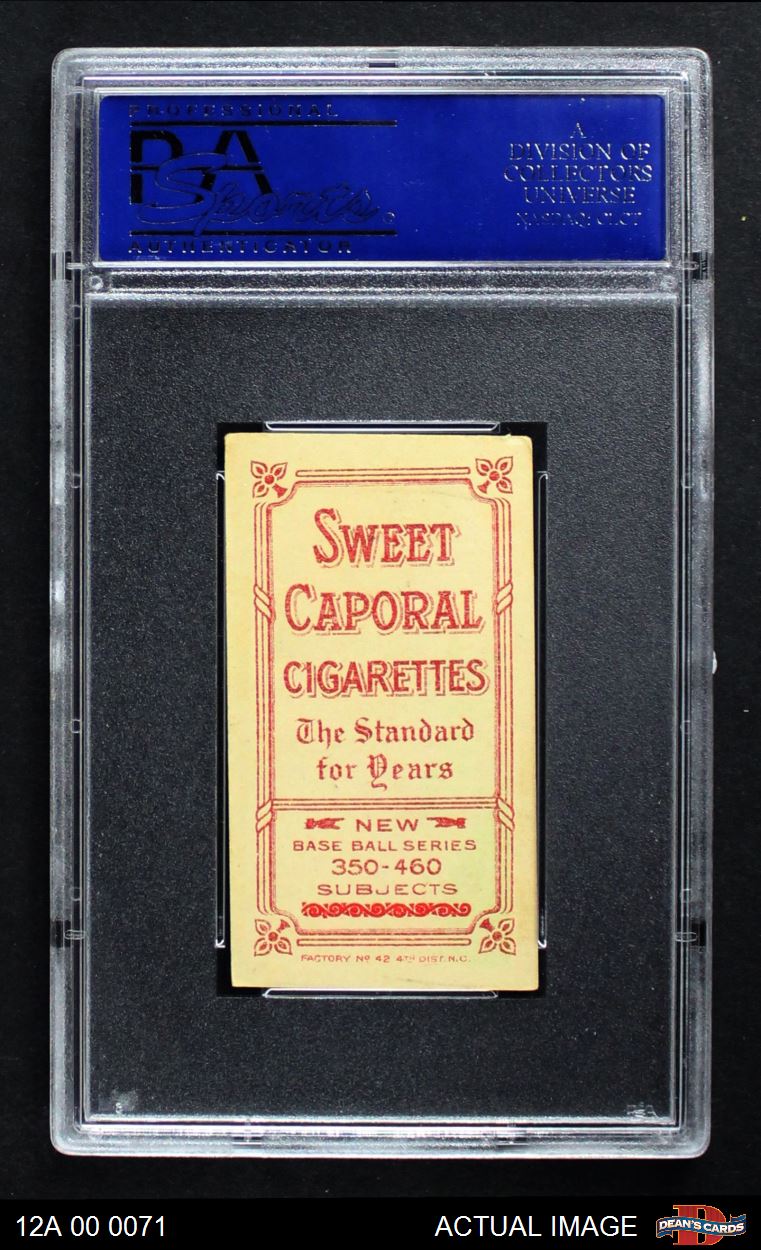 PROFESSIONAL
PSA
Sports
AUTHENTICATOR
A
DIVISION OF
COLLECTORS
UNIVERSE
NASDAQ: CLCT
SWEET
CAPORAL
CIGARETTES
The Standard
for Years
NEW
BASE BALL SERIES
350-460
SUBJECTS
FACTORY Nº 42 4TH DIST. N.C.
12A 00 0071
ACTUAL IMAGE
DEAN'S CARDS